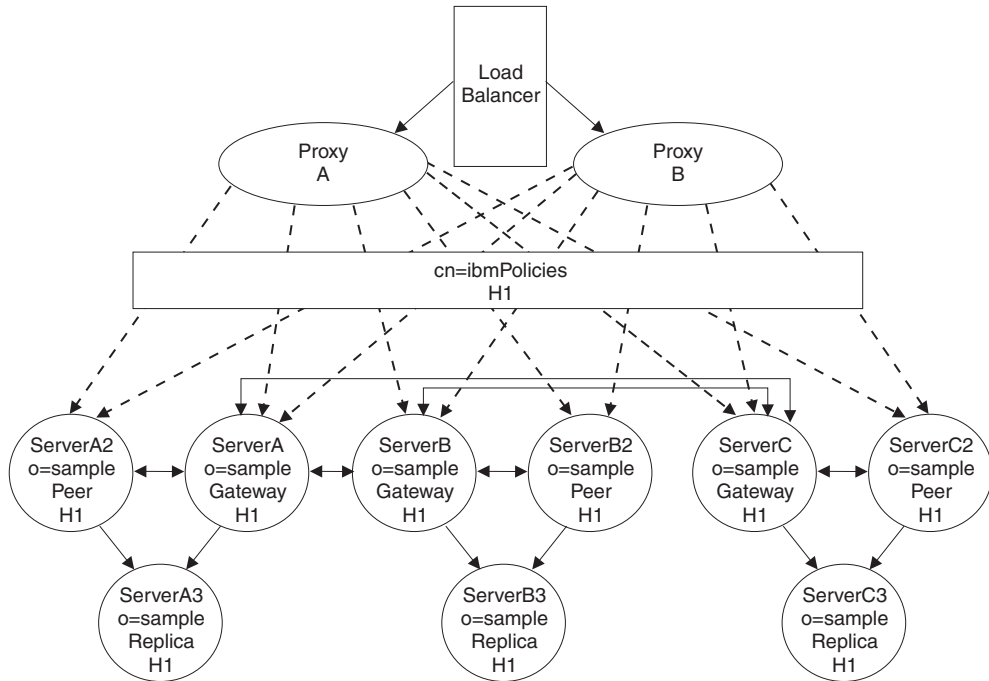 Load
Balancer
Proxy
A
Proxy
B
cn=ibmPolicies
H1
ServerA2
o=sample
Peer
H1
ServerA
o=sample
Gateway
H1
ServerB
o=sample
Gateway
H1
ServerB2
o=sample
Peer
H1
ServerC
o=sample
Gateway
H1
ServerC2
o=sample
Peer
H1
ServerA3
o=sample
Replica
H1
ServerB3
o=sample
Replica
H1
ServerC3
o=sample
Replica
H1